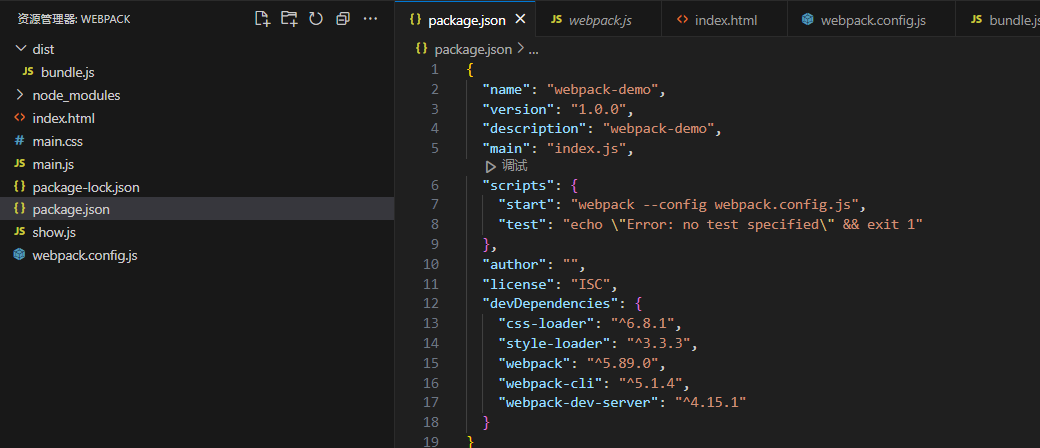 资源管理器: WEBPACK
dist
JS bundle.js
node_modules
<> index.html
# main.css
JS main.js
{} package-lock.json
{} package.json
JS show.js
webpack.config.js
{} package.json JS webpack.js <> index.html webpack.config.js JS bundle.js
{} package.json > ...
1 {
2 "name": "webpack-demo",
3 "version": "1.0.0",
4 "description": "webpack-demo",
5 "main": "index.js",
调试
6 "scripts": {
7 "start": "webpack --config webpack.config.js",
8 "test": "echo \"Error: no test specified\" && exit 1"
9 },
10 "author": "",
11 "license": "ISC",
12 "devDependencies": {
13 "css-loader": "^6.8.1",
14 "style-loader": "^3.3.3",
15 "webpack": "^5.89.0",
16 "webpack-cli": "^5.1.4",
17 "webpack-dev-server": "^4.15.1"
18 }
19 }